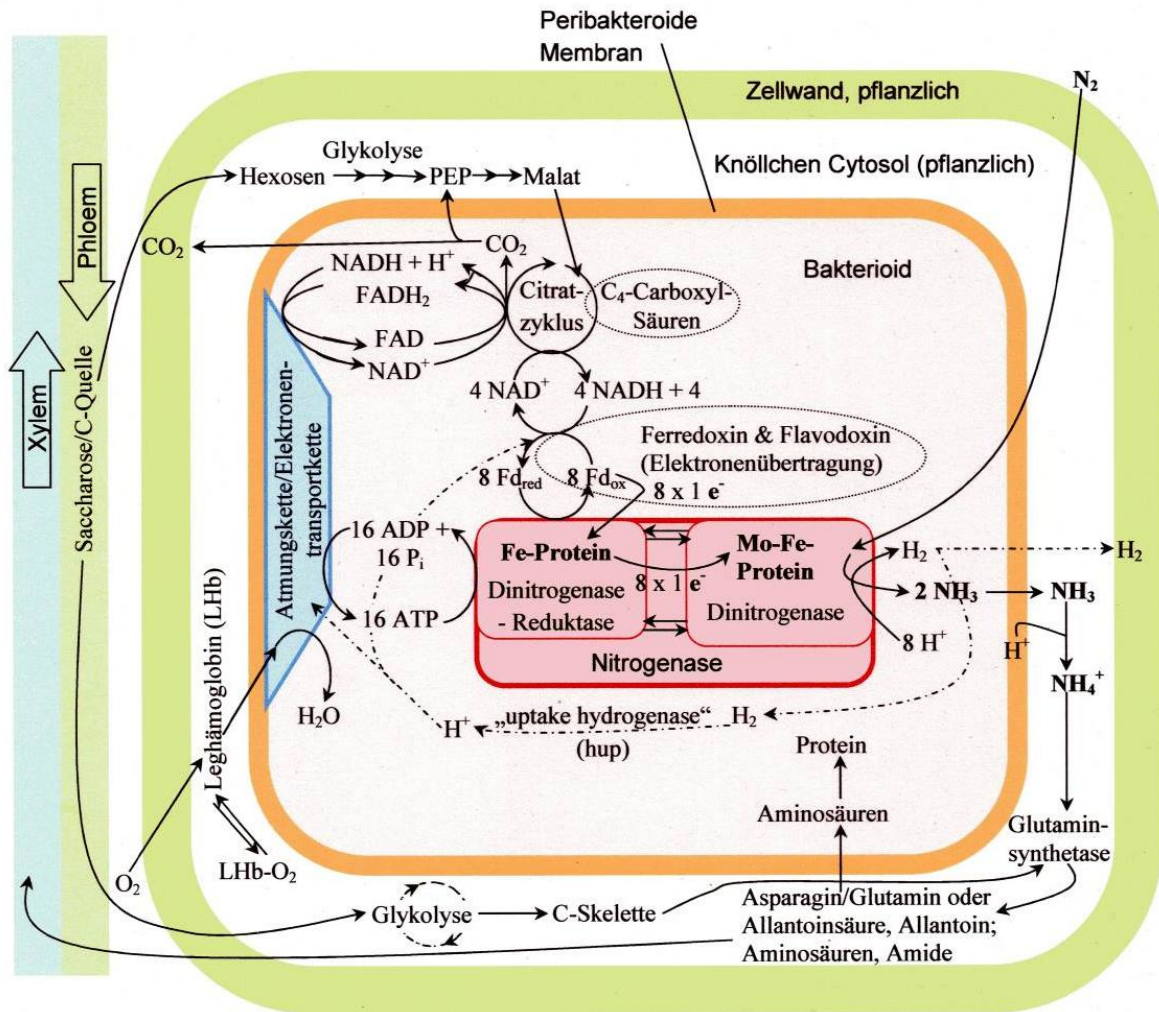 Peribakteroide
Membran
Zellwand, pflanzlich
N₂
Knöllchen Cytosol (pflanzlich)
Glykolyse
Hexosen
PEP
Malat
Phloem
Xylem
Saccharose/C-Quelle
CO₂
CO₂
Bakterioid
NADH + H⁺
FADH₂
FAD
NAD⁺
Citrat-
zyklus
C₄-Carboxyl-
Säuren
4 NAD⁺
4 NADH + 4
Ferredoxin & Flavodoxin
(Elektronenübertragung)
8 x 1 e⁻
8 Fdred
8 Fdox
Atmungskette/Elektronen-
transportkette
16 ADP +
16 Pᵢ
16 ATP
Fe-Protein
Dinitrogenase
- Reduktase
8 x 1 e⁻
Mo-Fe-
Protein
Dinitrogenase
Nitrogenase
H₂
H₂
2 NH₃
NH₃
8 H⁺
H⁺
NH₄⁺
H₂O
H⁺
„uptake hydrogenase“
(hup)
H₂
Leghämoglobin (LHb)
LHb-O₂
O₂
Protein
Aminosäuren
Glutamin-
synthetase
Glykolyse
C-Skelette
Asparagin/Glutamin oder
Allantoinsäure, Allantoin;
Aminosäuren, Amide